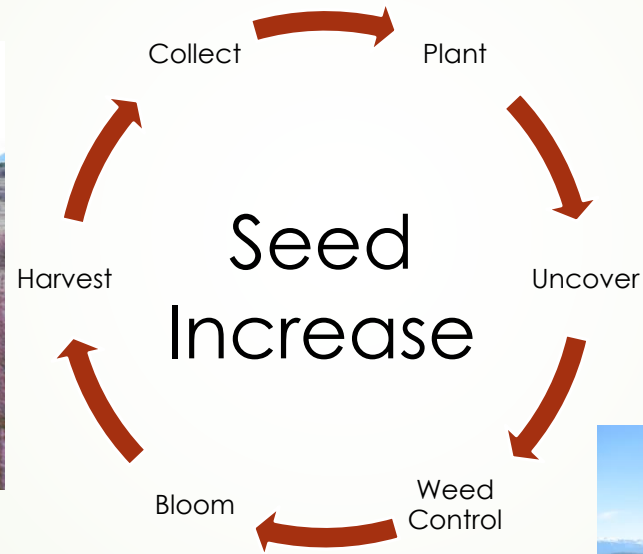 Collect
Plant
Seed
Increase
Harvest
Uncover
Bloom
Weed
Control